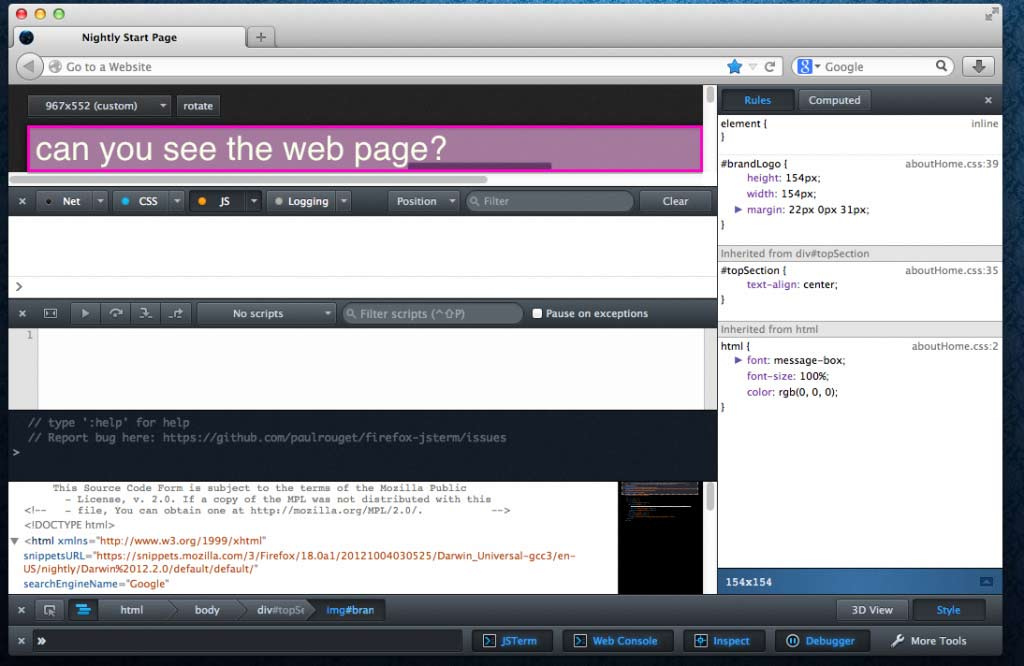 Nightly Start Page
Go to a Website
Google
967x552 (custom)
rotate
can you see the web page?
Net
CSS
JS
Logging
Position
Filter
Clear
No scripts
Filter scripts (^⇧P)
Pause on exceptions
1
// type ':help' for help
// Report bug here: https://github.com/paulrouget/firefox-jsterm/issues
>
This Source Code Form is subject to the terms of the Mozilla Public
- License, v. 2.0. If a copy of the MPL was not distributed with this
<!-- - file, You can obtain one at http://mozilla.org/MPL/2.0/. -->
<!DOCTYPE html>
<html xmlns="http://www.w3.org/1999/xhtml"
snippetsURL="https://snippets.mozilla.com/3/Firefox/18.0a1/20121004030525/Darwin_Universal-gcc3/en-
US/nightly/Darwin%2012.2.0/default/default/"
searchEngineName="Google"
Rules
Computed
element { inline
}
#brandLogo { aboutHome.css:39
height: 154px;
width: 154px;
margin: 22px 0px 31px;
}
Inherited from div#topSection
#topSection { aboutHome.css:35
text-align: center;
}
Inherited from html
html { aboutHome.css:2
font: message-box;
font-size: 100%;
color: rgb(0, 0, 0);
}
154x154
html
body
div#topSe
img#bran
3D View
Style
JSTerm
Web Console
Inspect
Debugger
More Tools